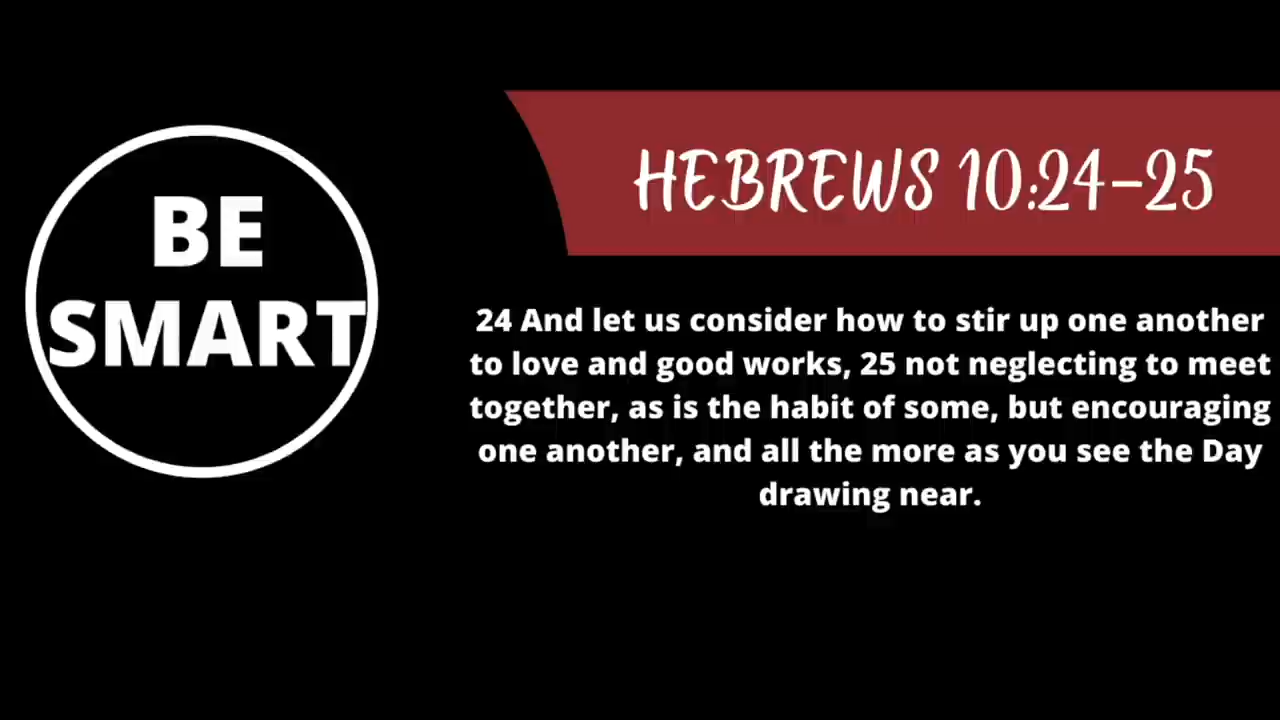 BE
SMART
HEBREWS 10:24-25
24 And let us consider how to stir up one another
to love and good works, 25 not neglecting to meet
together, as is the habit of some, but encouraging
one another, and all the more as you see the Day
drawing near.